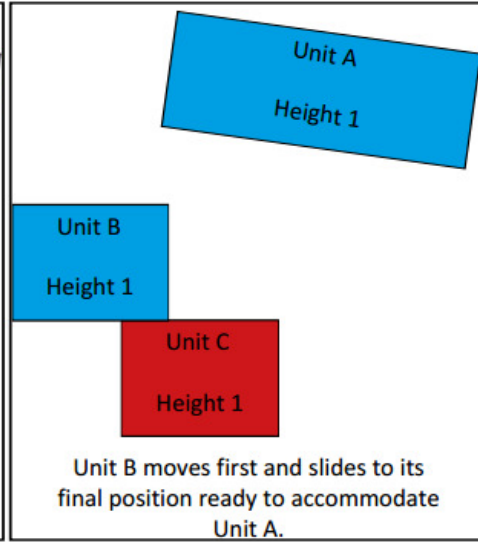 Unit A
Height 1
Unit B
Height 1
Unit C
Height 1
Unit B moves first and slides to its
final position ready to accommodate
Unit A.